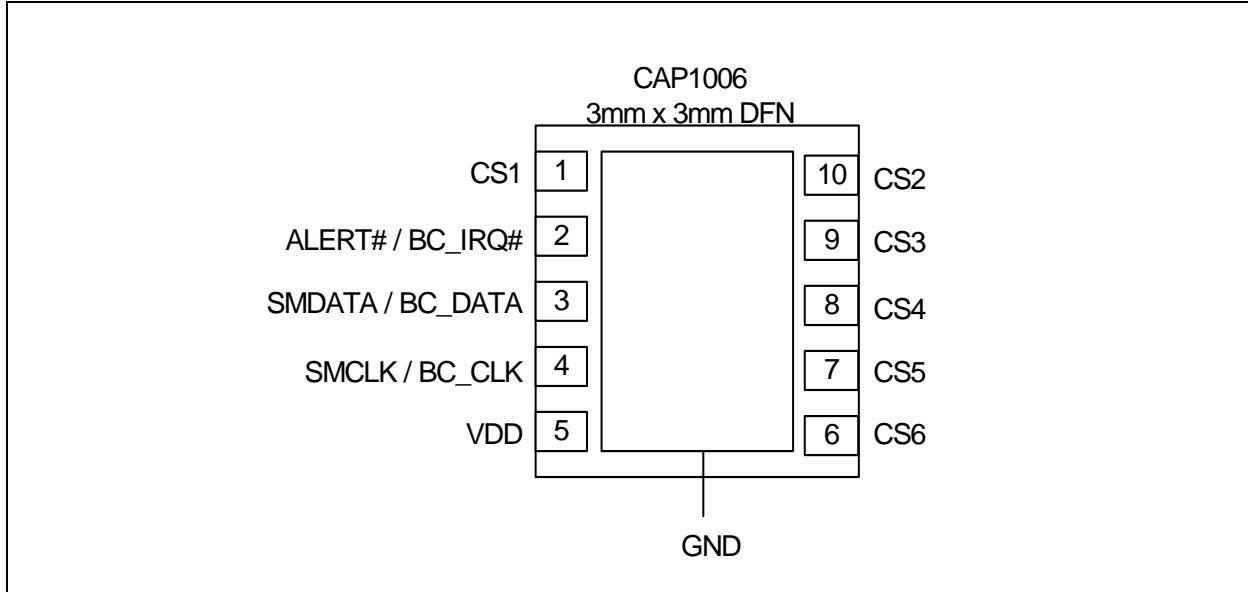 CAP1006
3mm x 3mm DFN
CS1 1
10 CS2
ALERT# / BC_IRQ# 2
9 CS3
SMDATA / BC_DATA 3
8 CS4
SMCLK / BC_CLK 4
7 CS5
VDD 5
6 CS6
GND